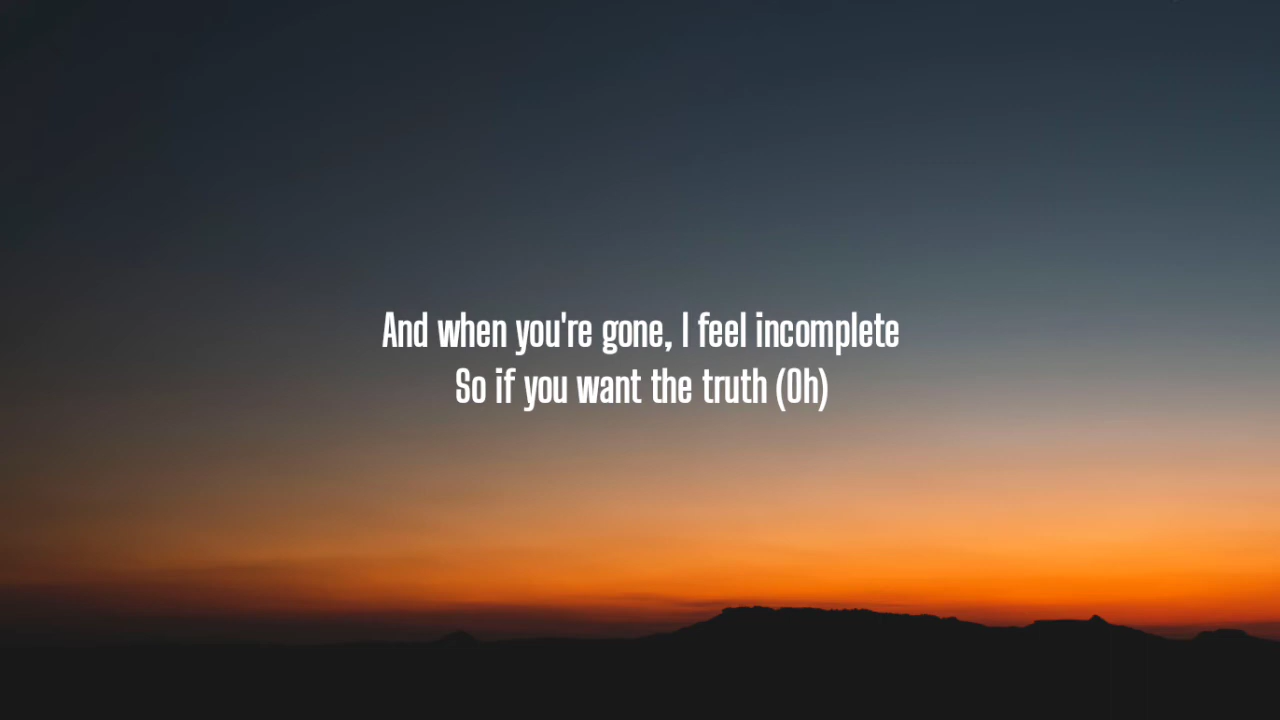 And when you're gone, I feel incomplete
So if you want the truth (Oh)